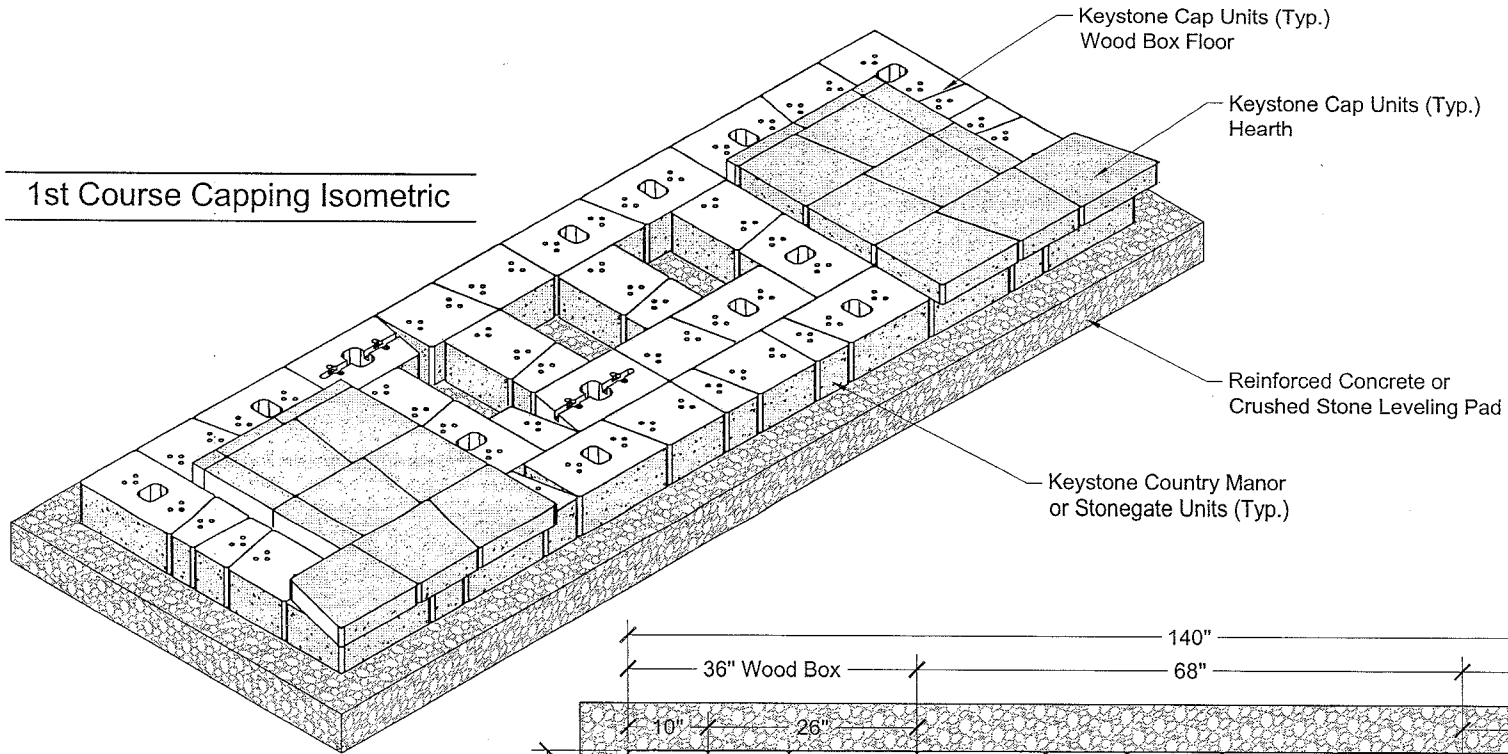 Keystone Cap Units (Typ.)
Wood Box Floor
Keystone Cap Units (Typ.)
Hearth
1st Course Capping Isometric
Reinforced Concrete or
Crushed Stone Leveling Pad
Keystone Country Manor
or Stonegate Units (Typ.)
140"
36" Wood Box
68"
10"
26"